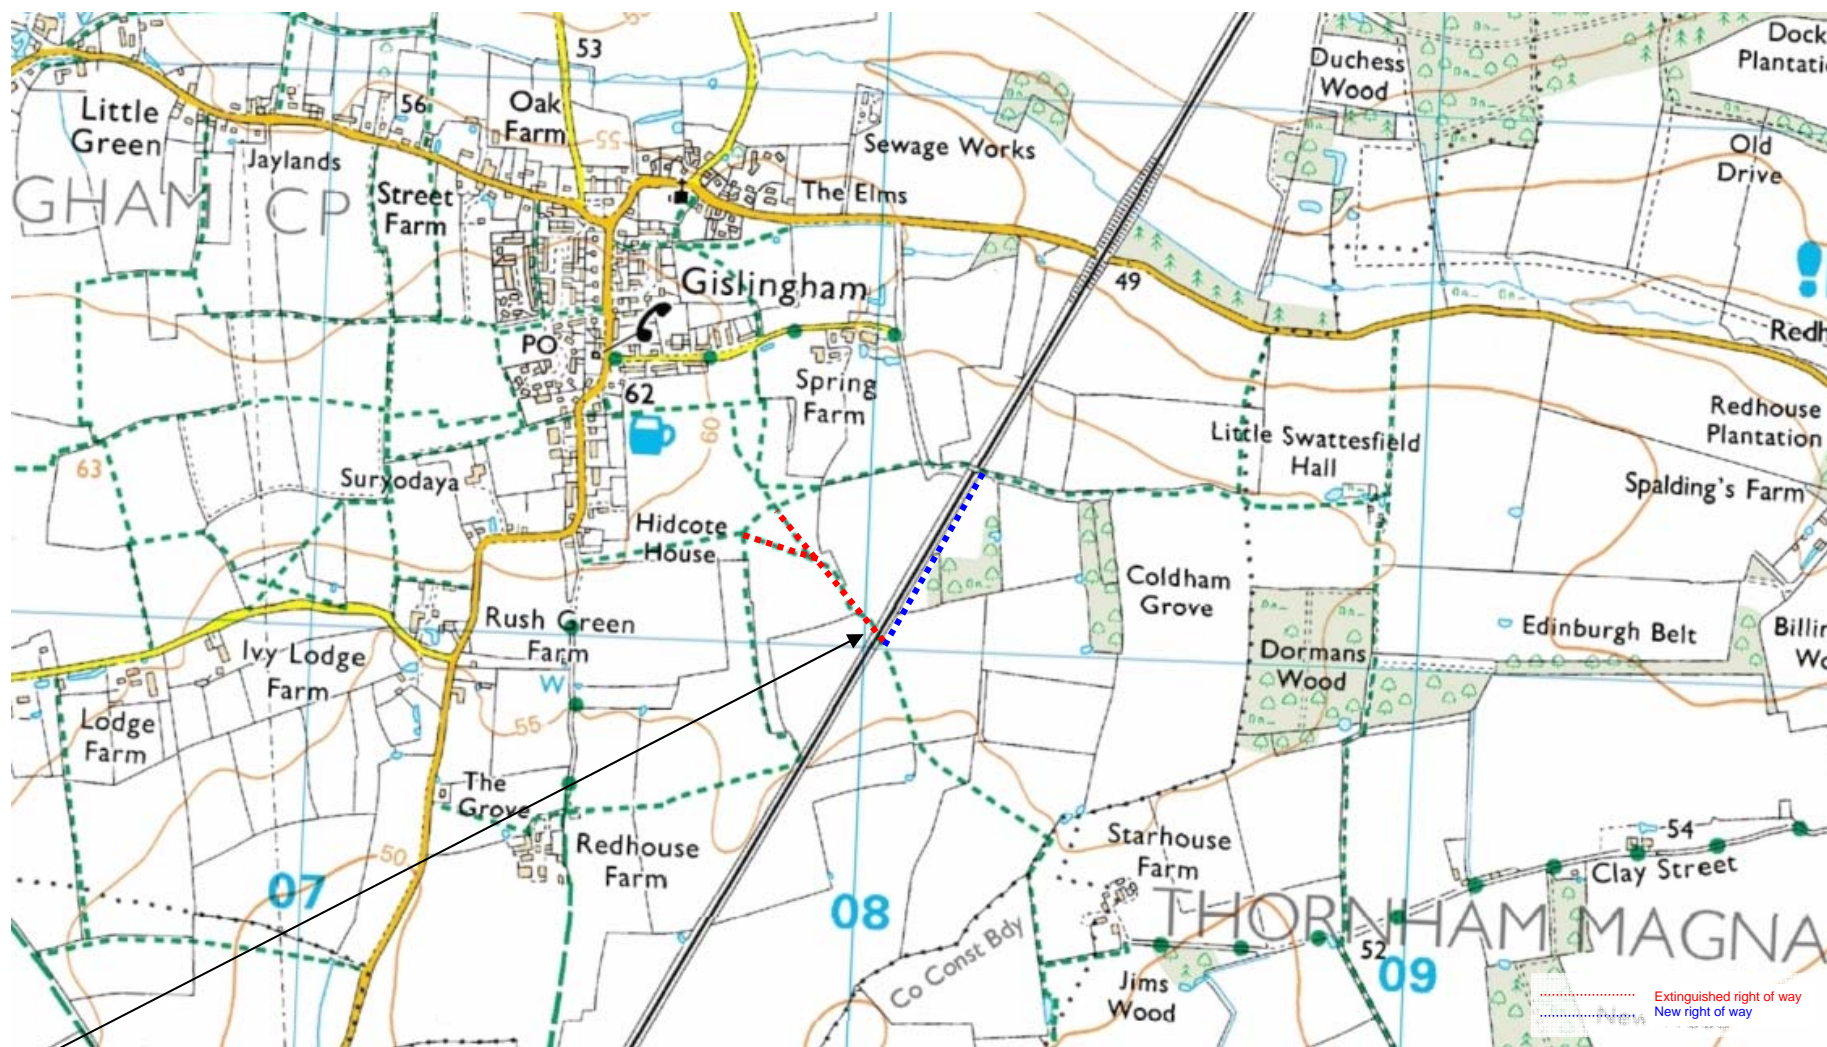 53
Duchess
Wood
Dock
Plantati
Little
Green
56
Oak
Farm
55
Sewage Works
Old
Drive
Jaylands
GHAM CP
Street
Farm
The Elms
Gislingham
49
PO
Redh
62
Spring
Farm
60
Redhouse
Plantation
Little Swattesfield
Hall
63
Suryodaya
Spalding's Farm
Hidcote
House
Coldham
Grove
Rush Green
Farm
W
Edinburgh Belt
Billin
Wo
Ivy Lodge
Farm
Dormans
Wood
Lodge
Farm
55
The
Grove
Redhouse
Farm
50
07
08
Starhouse
Farm
54
Clay Street
THORNHAM MAGNA
Co Const Bdy
52
09
Jims
Wood
Extinguished right of way
New right of way